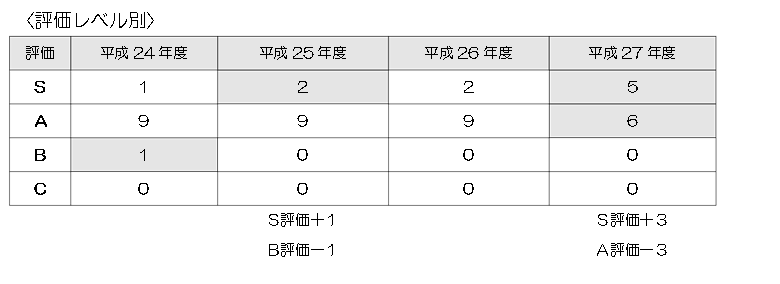 〈評価レベル別〉
評価 平成24年度 平成25年度 平成26年度 平成27年度
S 1 2 2 5
A 9 9 9 6
B 1 0 0 0
C 0 0 0 0
S評価＋1 S評価＋3
B評価－1 A評価－3